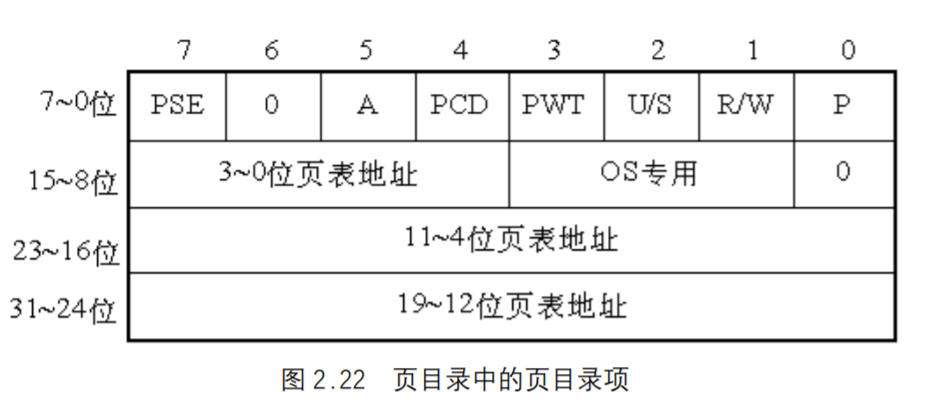 7 6 5 4 3 2 1 0
7~0位 PSE 0 A PCD PWT U/S R/W P
15~8位 3~0位页表地址 OS专用 0
23~16位 11~4位页表地址
31~24位 19~12位页表地址
图 2.22 页目录中的页目录项